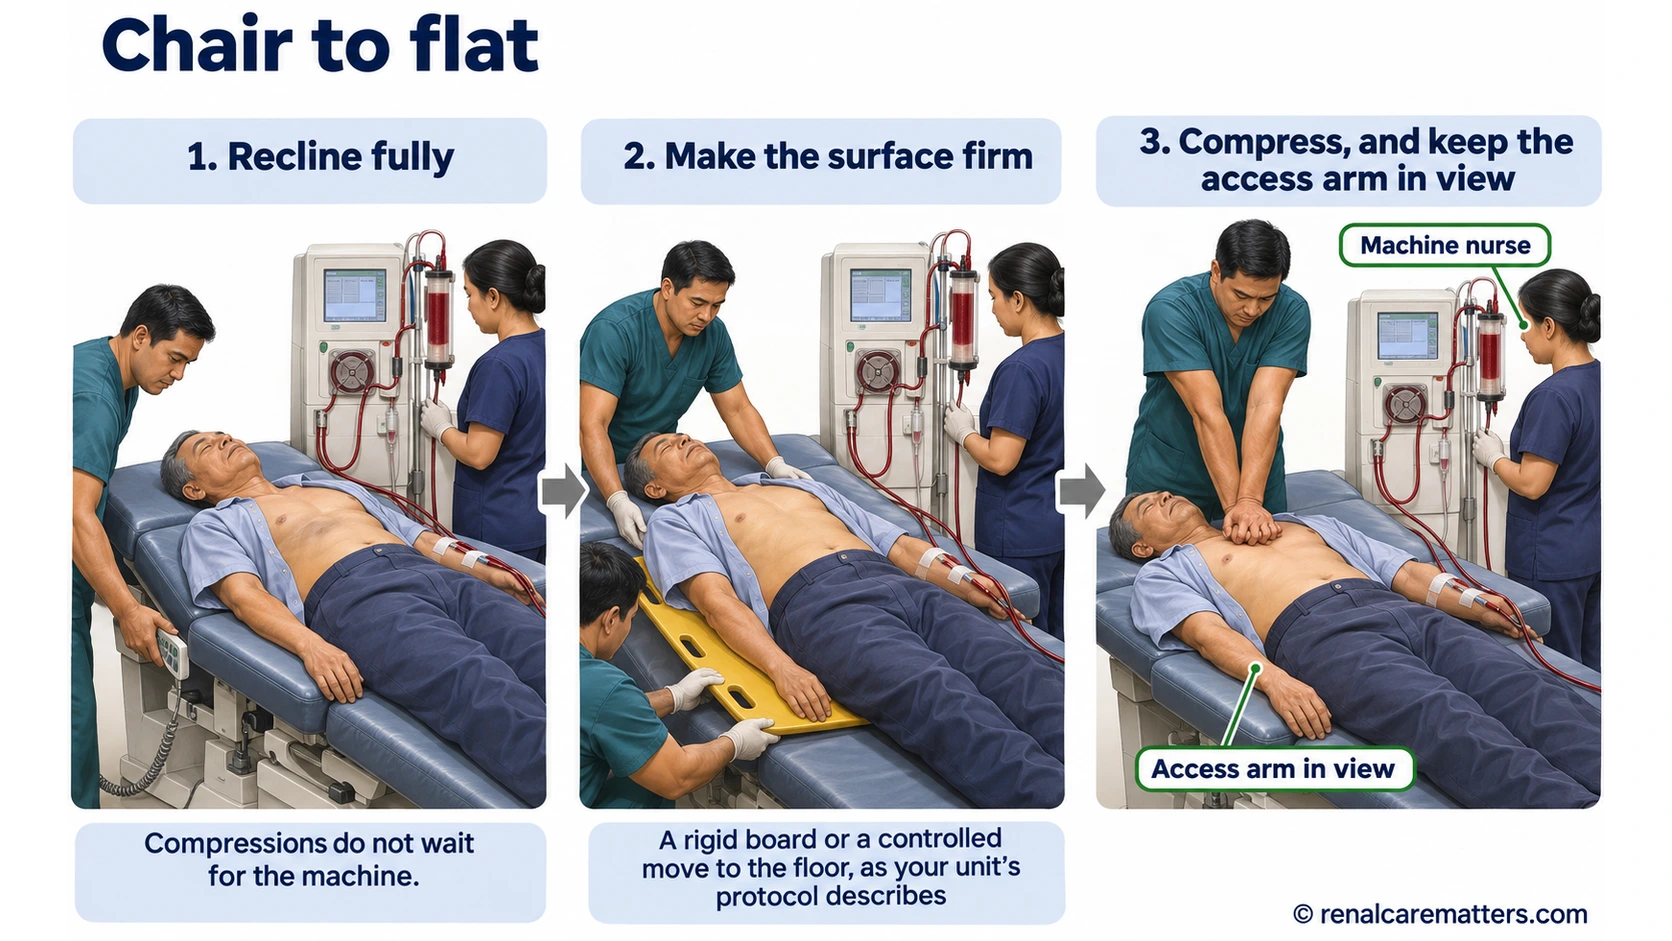 Chair to flat
1. Recline fully
2. Make the surface firm
3. Compress, and keep the
access arm in view
Machine nurse
Access arm in view
Compressions do not wait
for the machine.
A rigid board or a controlled
move to the floor, as your unit's
protocol describes
© renalcarematters.com